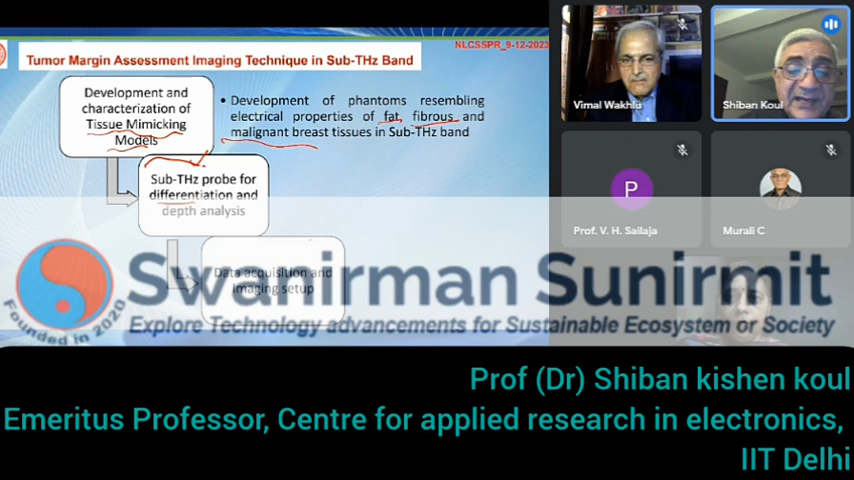 NLCSSPR_9-12-2023
Tumor Margin Assessment Imaging Technique in Sub-THz Band
Development and
characterization of
Tissue Mimicking
Models
• Development of phantoms resembling
electrical properties of fat, fibrous and
malignant breast tissues in Sub-THz band
Sub-THz probe for
differentiation and
depth analysis
Data acquisition and
imaging setup
Vimal Wakhlu
Shiban Koul
P
Prof. V. H. Sailaja
Murali C
Founded in 2020
Swanirman Sunirmit
Explore Technology advancements for Sustainable Ecosystem or Society
Prof (Dr) Shiban kishen koul
Emeritus Professor, Centre for applied research in electronics,
IIT Delhi